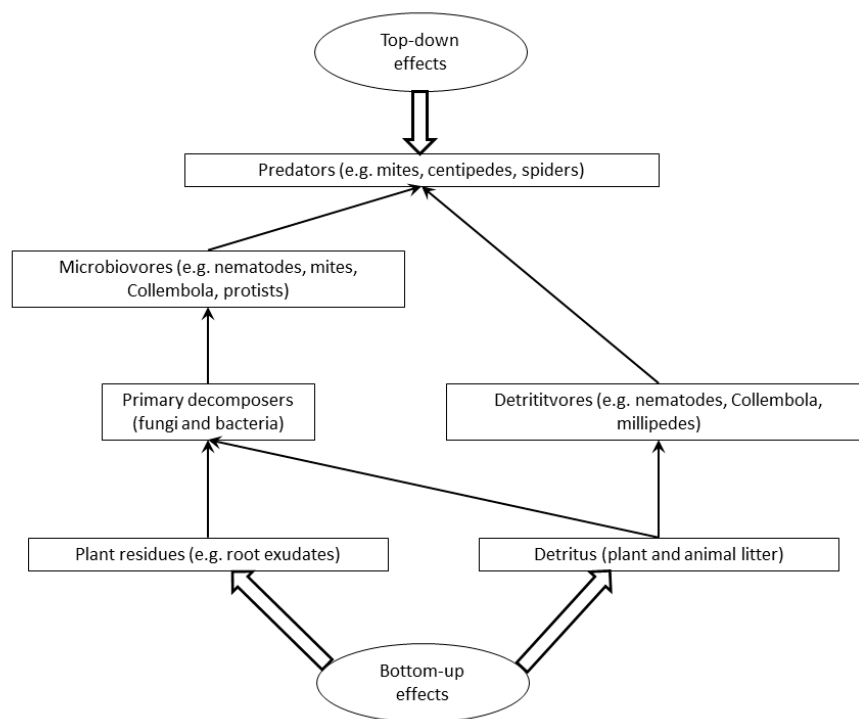 Top-down
effects
Predators (e.g. mites, centipedes, spiders)
Microbiovores (e.g. nematodes, mites,
Collembola, protists)
Primary decomposers
(fungi and bacteria)
Detrititvores (e.g. nematodes, Collembola,
millipedes)
Plant residues (e.g. root exudates)
Detritus (plant and animal litter)
Bottom-up
effects